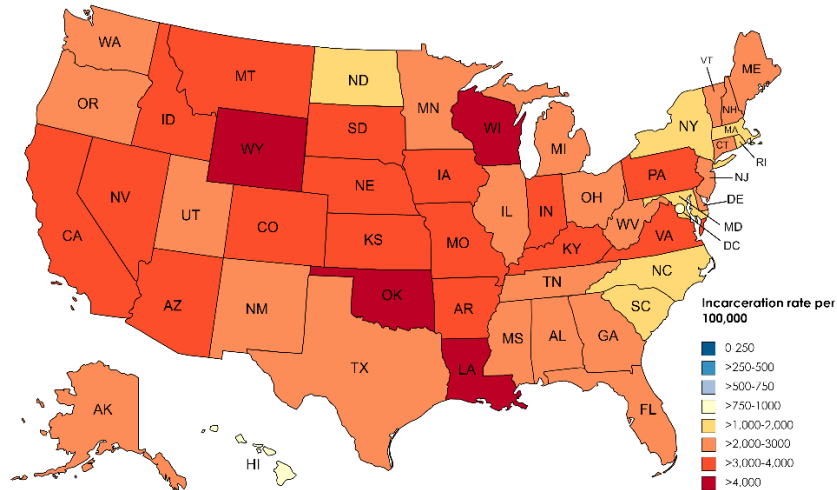 WA
OR
CA
ID
NV
AZ
MT
WY
UT
CO
NM
ND
SD
NE
KS
OK
TX
MN
IA
MO
AR
LA
WI
IL
MI
IN
OH
KY
TN
MS
AL
GA
FL
SC
NC
VA
WV
PA
NY
VT
NH
ME
MA
CT
RI
NJ
DE
MD
DC
AK
HI
Incarceration rate per
100,000
0 250
>250-500
>500-750
>750-1000
>1,000-2,000
>2,000-3000
>3,000-4,000
>4,000